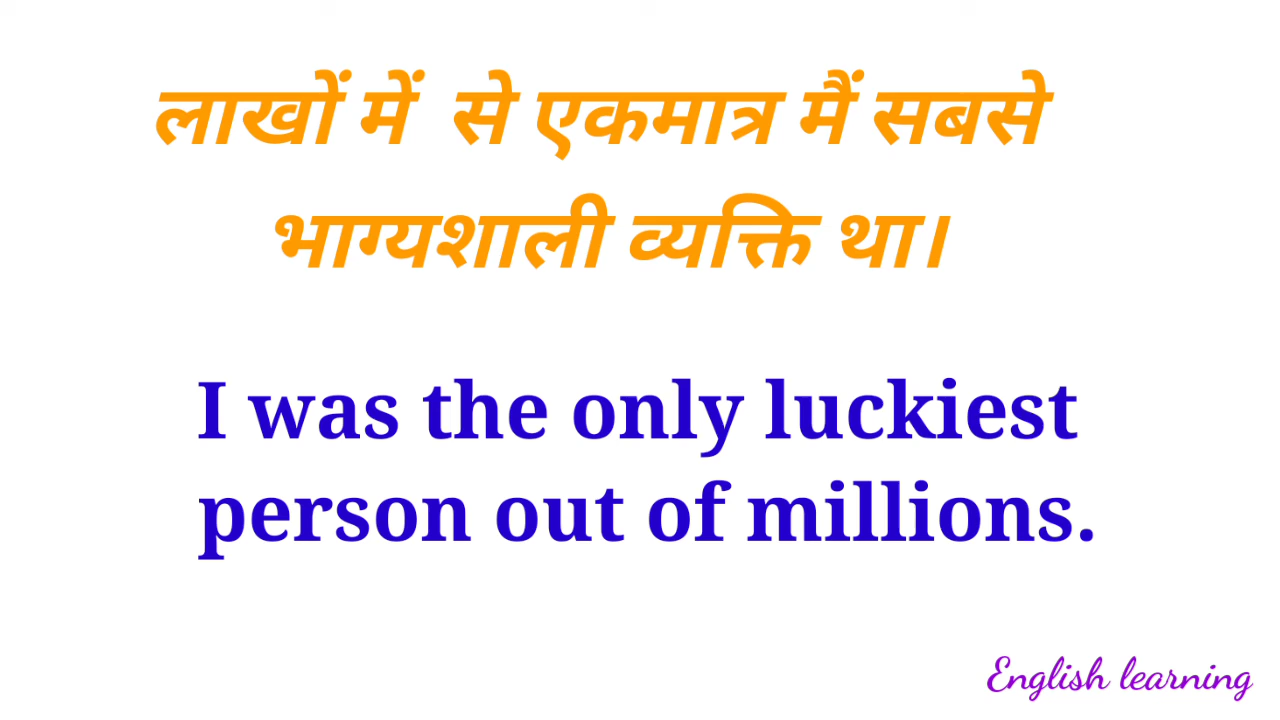 लाखों में से एकमात्र मैं सबसे
भाग्यशाली व्यक्ति था।
I was the only luckiest
person out of millions.
English learning